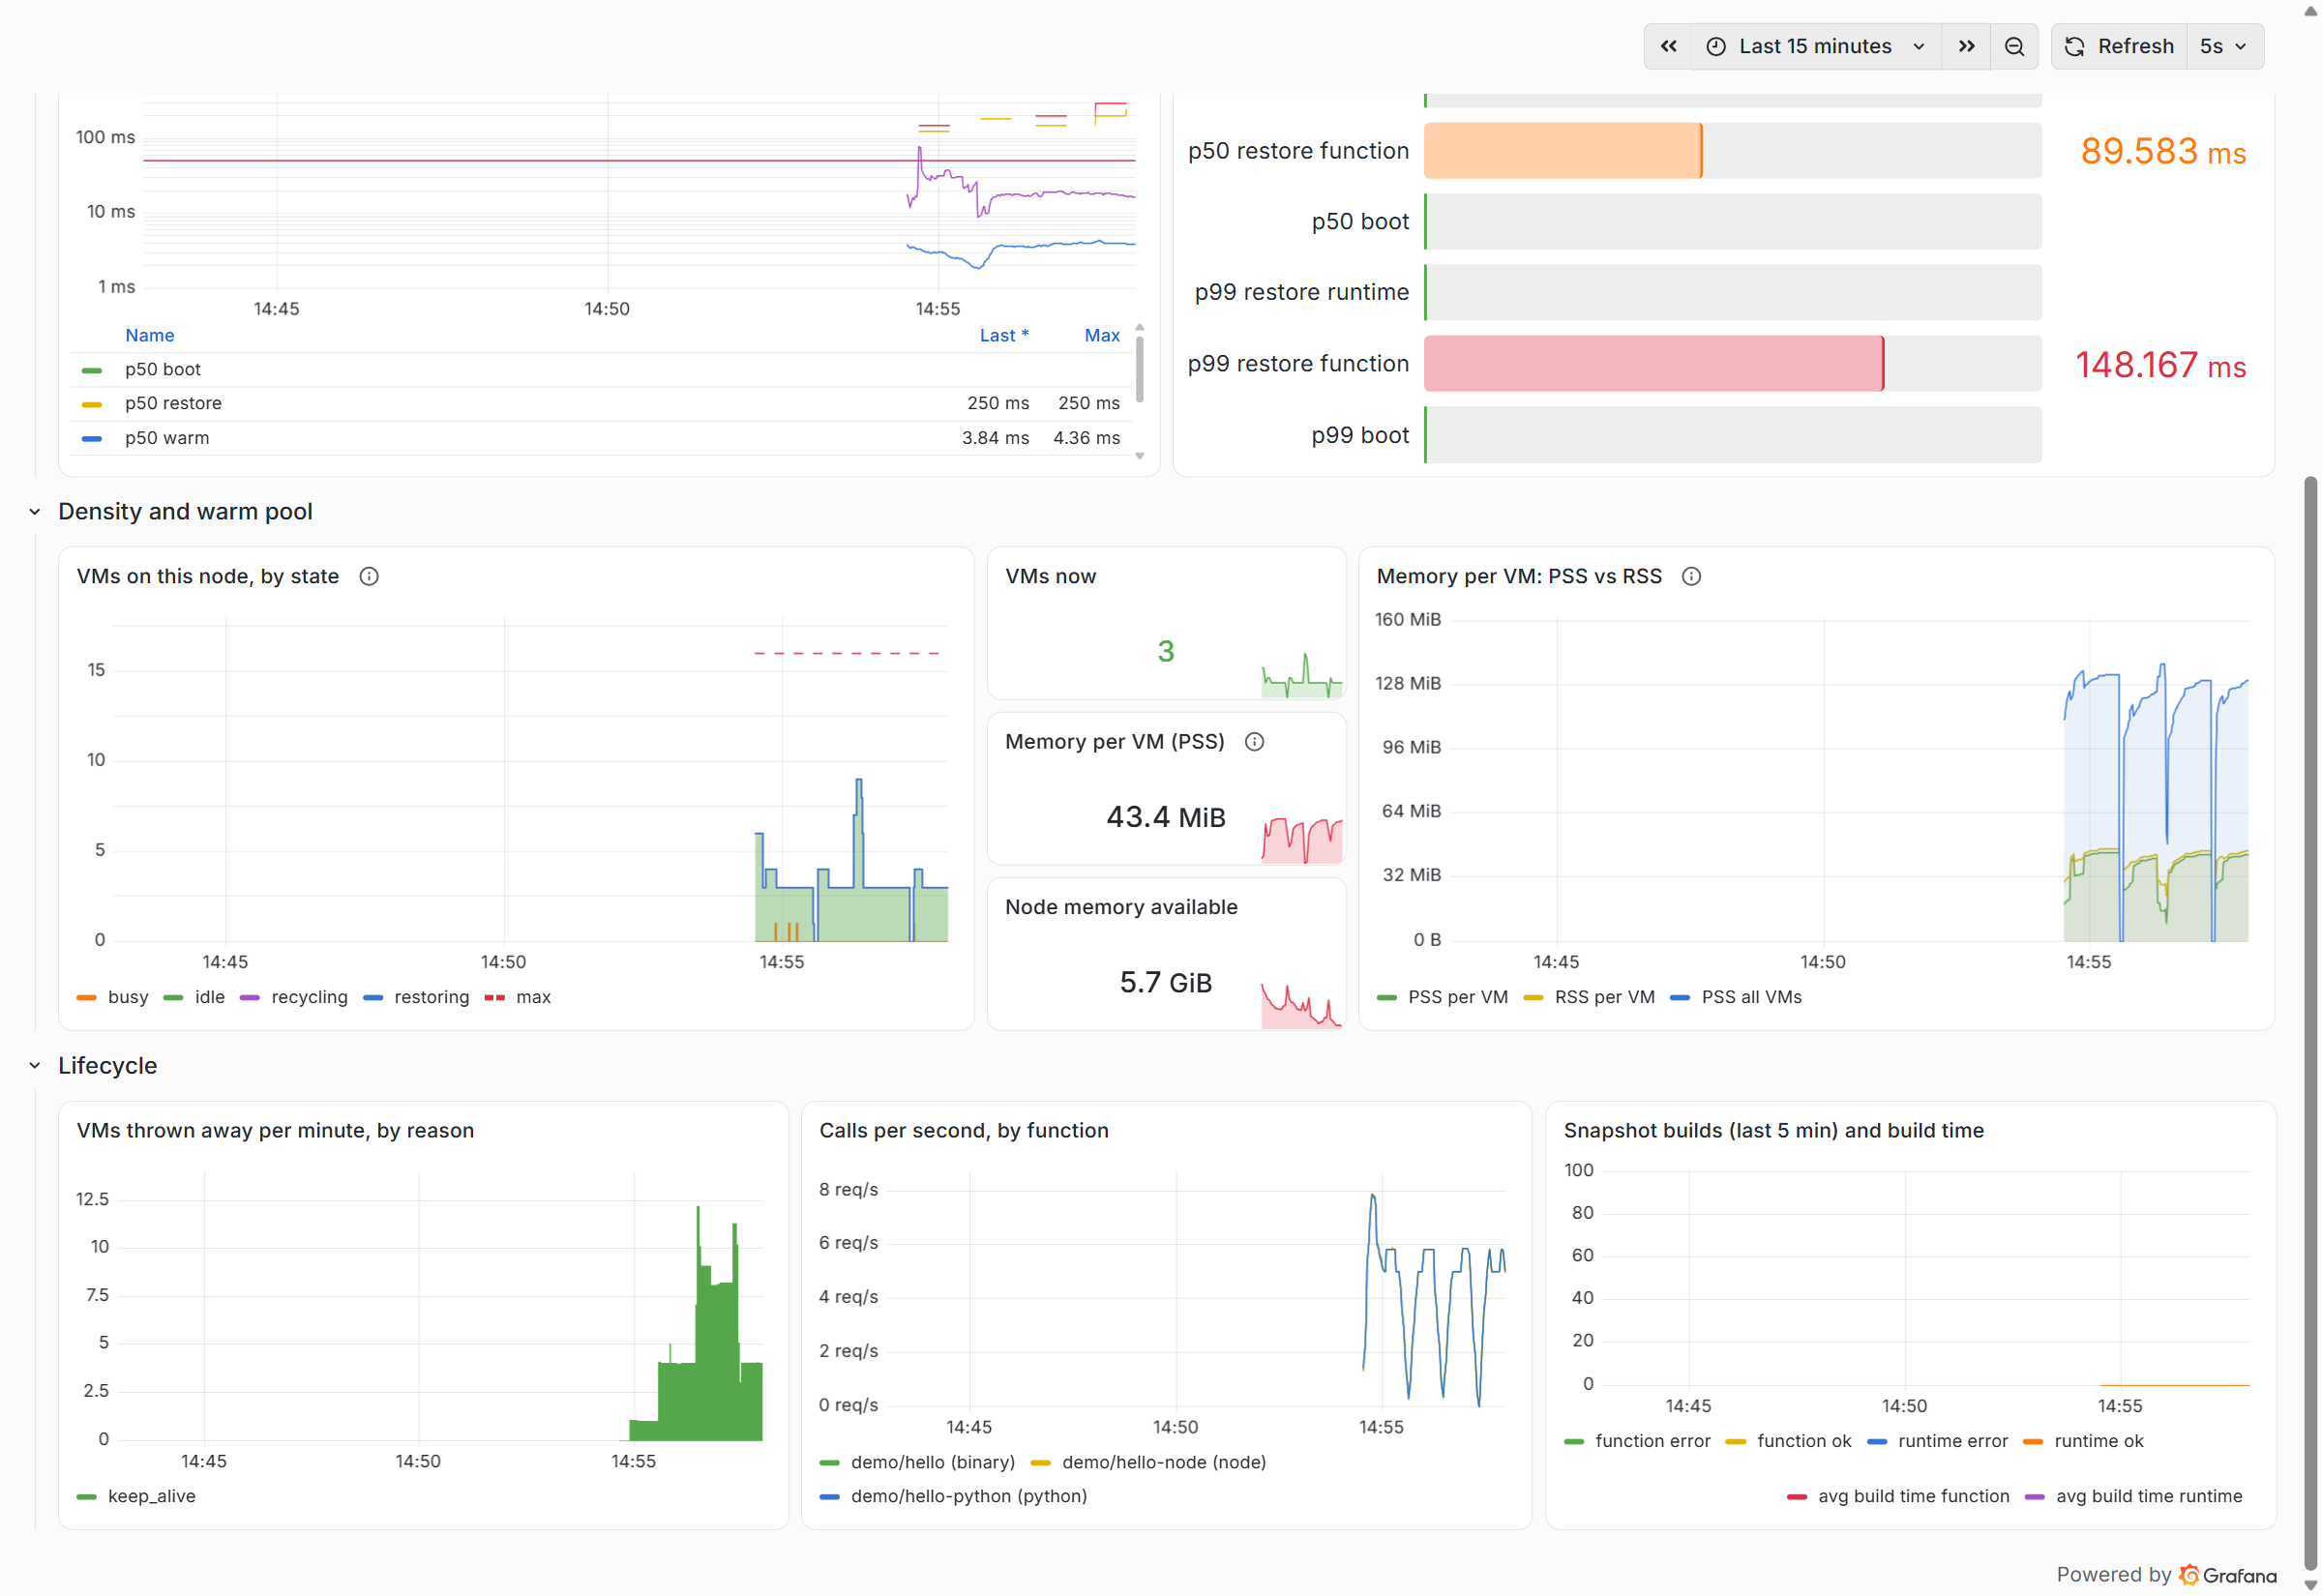 Last 15 minutes
Refresh
5s
100 ms
10 ms
1 ms
14:45 14:50 14:55
Name Last * Max
p50 boot
p50 restore 250 ms 250 ms
p50 warm 3.84 ms 4.36 ms
p50 restore function 89.583 ms
p50 boot
p99 restore runtime
p99 restore function 148.167 ms
p99 boot
Density and warm pool
VMs on this node, by state
15
10
5
0
14:45 14:50 14:55
busy idle recycling restoring max
VMs now
3
Memory per VM (PSS)
43.4 MiB
Node memory available
5.7 GiB
Memory per VM: PSS vs RSS
160 MiB
128 MiB
96 MiB
64 MiB
32 MiB
0 B
14:45 14:50 14:55
PSS per VM RSS per VM PSS all VMs
Lifecycle
VMs thrown away per minute, by reason
12.5
10
7.5
5
2.5
0
14:45 14:50 14:55
keep_alive
Calls per second, by function
8 req/s
6 req/s
4 req/s
2 req/s
0 req/s
14:45 14:50 14:55
demo/hello (binary) demo/hello-node (node)
demo/hello-python (python)
Snapshot builds (last 5 min) and build time
100
80
60
40
20
0
14:45 14:50 14:55
function error function ok runtime error runtime ok
avg build time function avg build time runtime
Powered by Grafana